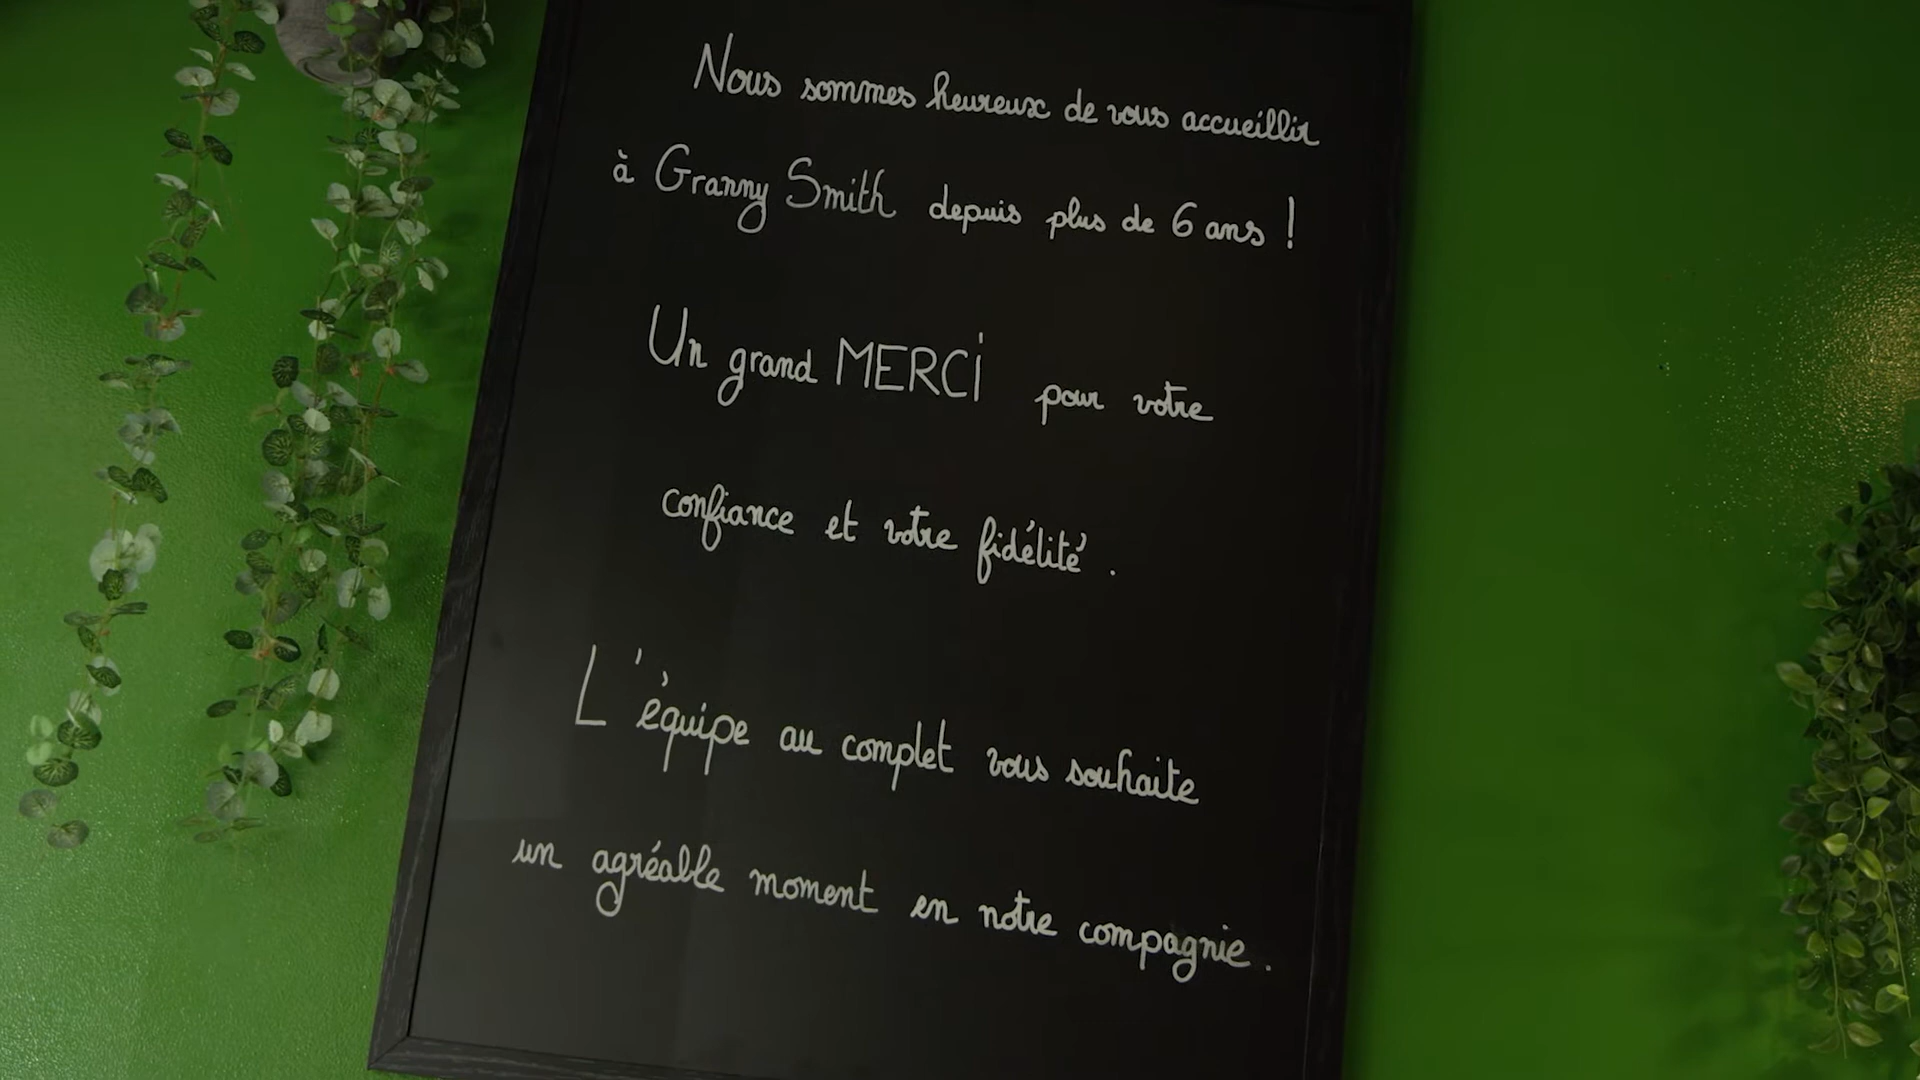 Nous sommes heureux de vous accueillir
à Granny Smith depuis plus de 6 ans !
Un grand MERCi pour votre
confiance et votre fidélité.
L'équipe au complet vous souhaite
un agréable moment en notre compagnie.